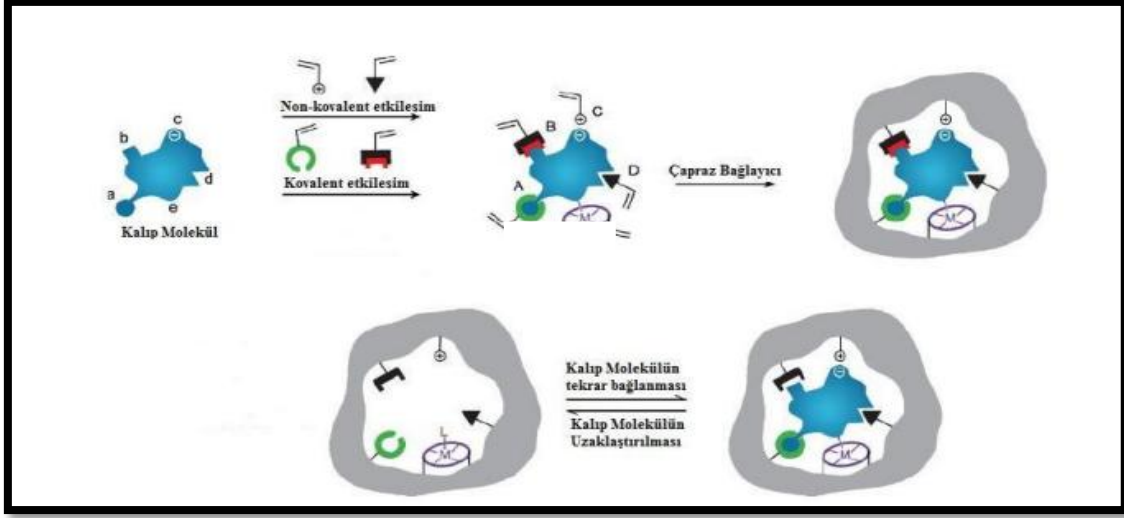 Non-kovalent etkileşim
Kovalent etkileşim
a
b
c
d
e
Kalıp Molekül
A
B
C
D
M
Çapraz Bağlayıcı
M
L
M
Kalıp Molekülün
tekrar bağlanması
Kalıp Molekülün
Uzaklaştırılması
M